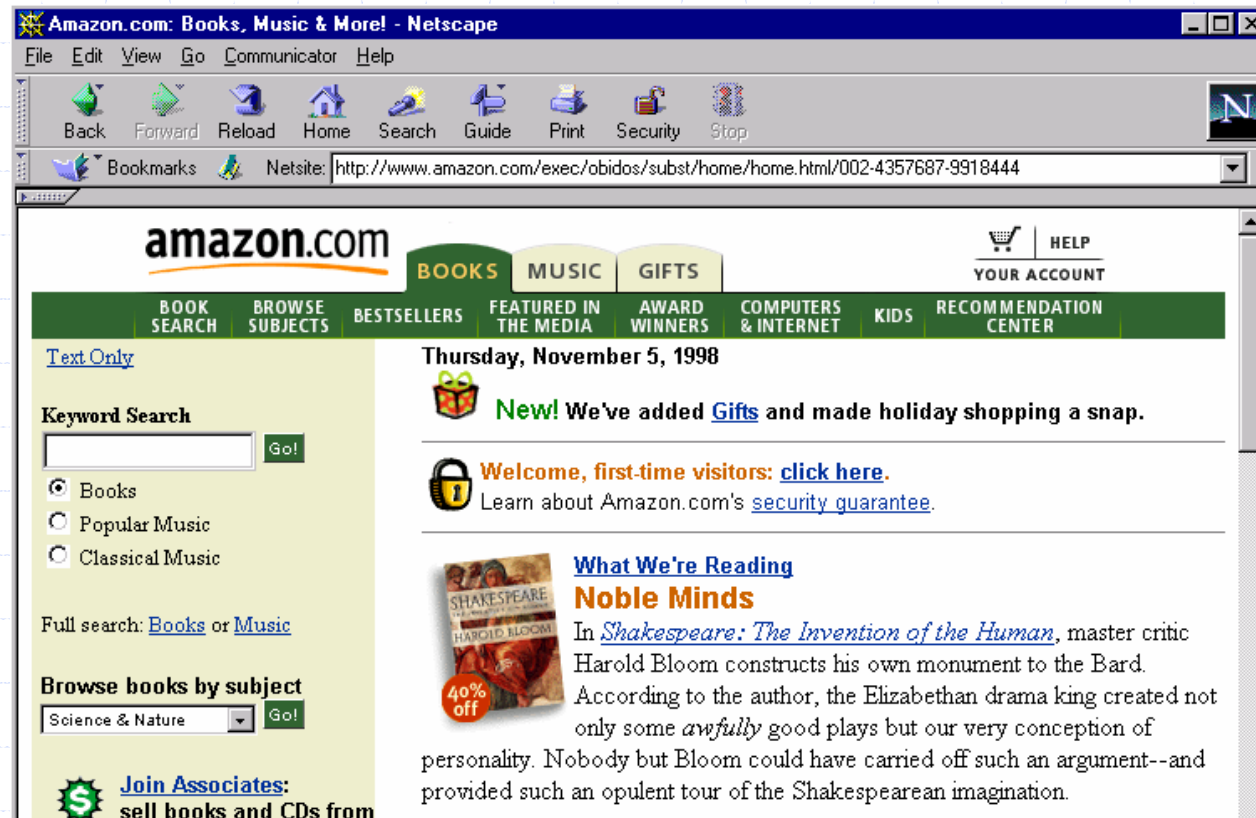 Amazon.com: Books, Music & More! - Netscape
File Edit View Go Communicator Help
Back Forward Reload Home Search Guide Print Security Stop
N
Bookmarks Netsite: http://www.amazon.com/exec/obidos/subst/home/home.html/002-4357687-9918444
amazon.com
BOOKS MUSIC GIFTS
HELP
YOUR ACCOUNT
BOOK SEARCH
BROWSE SUBJECTS
BESTSELLERS
FEATURED IN THE MEDIA
AWARD WINNERS
COMPUTERS & INTERNET
KIDS
RECOMMENDATION CENTER
Text Only
Keyword Search
Go!
Books
Popular Music
Classical Music
Full search: Books or Music
Browse books by subject
Science & Nature Go!
$
Join Associates:
sell books and CDs from
Thursday, November 5, 1998
New! We've added Gifts and made holiday shopping a snap.
Welcome, first-time visitors: click here.
Learn about Amazon.com's security guarantee.
SHAKESPEARE
HAROLD BLOOM
40%
off
What We're Reading
Noble Minds
In Shakespeare: The Invention of the Human, master critic
Harold Bloom constructs his own monument to the Bard.
According to the author, the Elizabethan drama king created not
only some awfully good plays but our very conception of
personality. Nobody but Bloom could have carried off such an argument--and
provided such an opulent tour of the Shakespearean imagination.